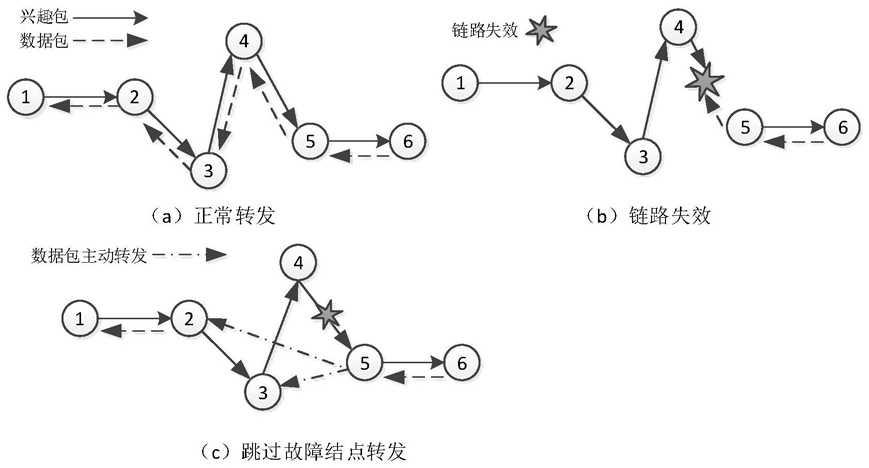 兴趣包
数据包
1 2 3 4 5 6
（a）正常转发
链路失效
1 2 3 4 5 6
（b）链路失效
数据包主动转发
1 2 3 4 5 6
（c）跳过故障结点转发